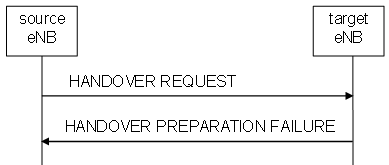 source
eNB
target
eNB
HANDOVER REQUEST
HANDOVER PREPARATION FAILURE